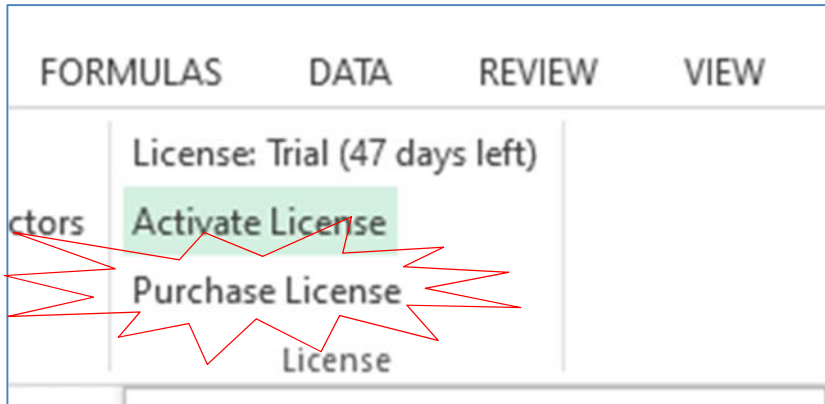 FORMULAS DATA REVIEW VIEW
License: Trial (47 days left)
ctors Activate License
Purchase License
License